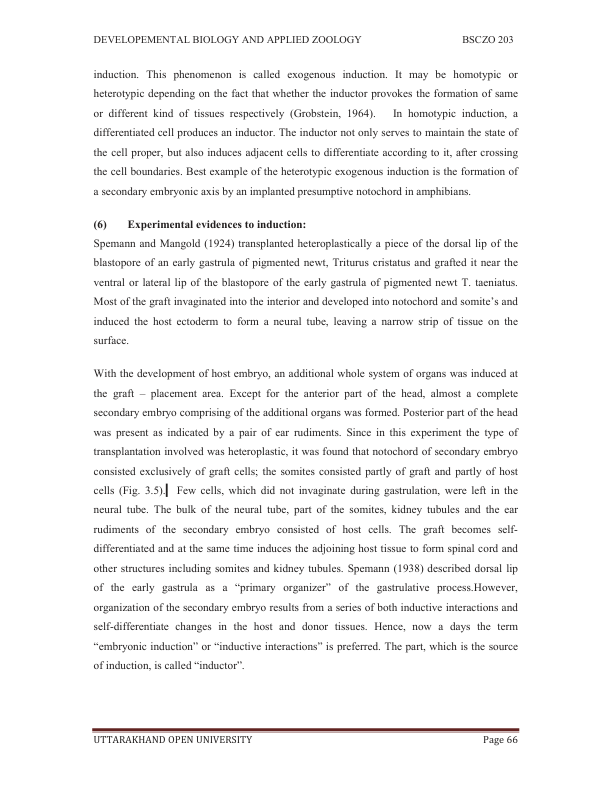 DEVELOPEMENTAL BIOLOGY AND APPLIED ZOOLOGY BSCZO 203
induction. This phenomenon is called exogenous induction. It may be homotypic or
heterotypic depending on the fact that whether the inductor provokes the formation of same
or different kind of tissues respectively (Grobstein, 1964). In homotypic induction, a
differentiated cell produces an inductor. The inductor not only serves to maintain the state of
the cell proper, but also induces adjacent cells to differentiate according to it, after crossing
the cell boundaries. Best example of the heterotypic exogenous induction is the formation of
a secondary embryonic axis by an implanted presumptive notochord in amphibians.
(6) Experimental evidences to induction:
Spemann and Mangold (1924) transplanted heteroplastically a piece of the dorsal lip of the
blastopore of an early gastrula of pigmented newt, Triturus cristatus and grafted it near the
ventral or lateral lip of the blastopore of the early gastrula of pigmented newt T. taeniatus.
Most of the graft invaginated into the interior and developed into notochord and somite’s and
induced the host ectoderm to form a neural tube, leaving a narrow strip of tissue on the
surface.
With the development of host embryo, an additional whole system of organs was induced at
the graft – placement area. Except for the anterior part of the head, almost a complete
secondary embryo comprising of the additional organs was formed. Posterior part of the head
was present as indicated by a pair of ear rudiments. Since in this experiment the type of
transplantation involved was heteroplastic, it was found that notochord of secondary embryo
consisted exclusively of graft cells; the somites consisted partly of graft and partly of host
cells (Fig. 3.5). Few cells, which did not invaginate during gastrulation, were left in the
neural tube. The bulk of the neural tube, part of the somites, kidney tubules and the ear
rudiments of the secondary embryo consisted of host cells. The graft becomes self-
differentiated and at the same time induces the adjoining host tissue to form spinal cord and
other structures including somites and kidney tubules. Spemann (1938) described dorsal lip
of the early gastrula as a “primary organizer” of the gastrulative process.However,
organization of the secondary embryo results from a series of both inductive interactions and
self-differentiate changes in the host and donor tissues. Hence, now a days the term
“embryonic induction” or “inductive interactions” is preferred. The part, which is the source
of induction, is called “inductor”.
UTTARAKHAND OPEN UNIVERSITY Page 66